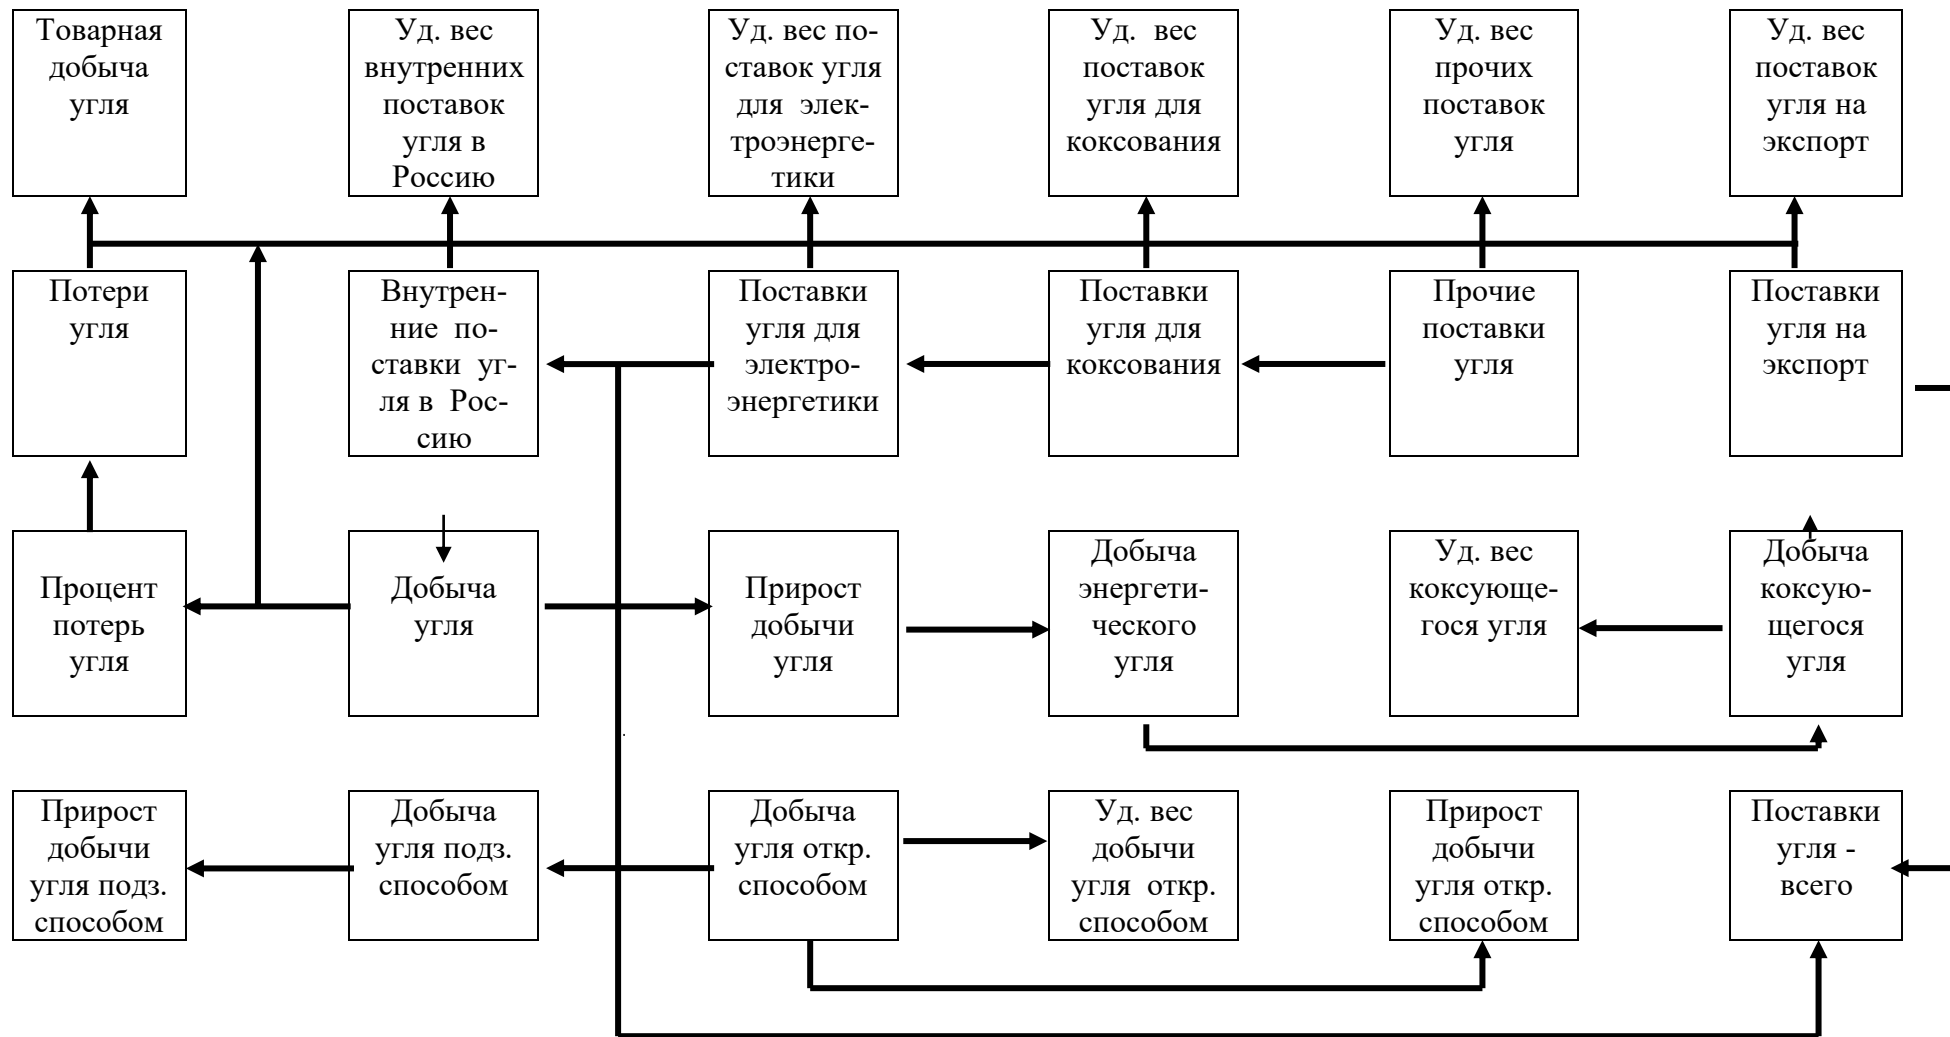 Товарная
добыча
угля
Уд. вес
внутренних
поставок
угля в
Россию
Уд. вес по-
ставок угля
для элек-
троэнерге-
тики
Уд. вес
поставок
угля для
коксования
Уд. вес
прочих
поставок
угля
Уд. вес
поставок
угля на
экспорт
Потери
угля
Внутрен-
ние по-
ставки уг-
ля в Рос-
сию
Поставки
угля для
электро-
энергетики
Поставки
угля для
коксования
Прочие
поставки
угля
Поставки
угля на
экспорт
Процент
потерь
угля
Добыча
угля
Прирост
добычи
угля
Добыча
энергети-
ческого
угля
Уд. вес
коксующе-
гося угля
Добыча
коксую-
щегося
угля
Прирост
добычи
угля подз.
способом
Добыча
угля подз.
способом
Добыча
угля откр.
способом
Уд. вес
добычи
угля откр.
способом
Прирост
добычи
угля откр.
способом
Поставки
угля -
всего